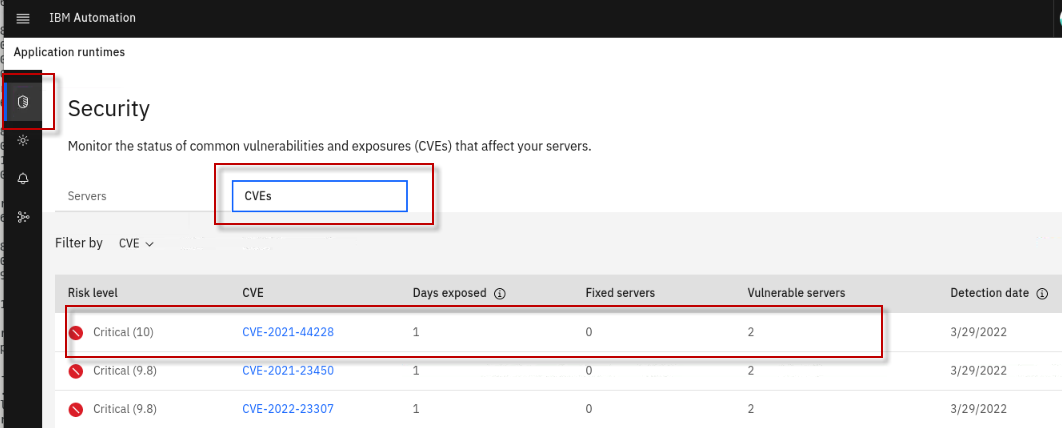 IBM Automation
Application runtimes
Security
Monitor the status of common vulnerabilities and exposures (CVEs) that affect your servers.
Servers CVEs
Filter by CVE
Risk level CVE Days exposed Fixed servers Vulnerable servers Detection date
Critical (10) CVE-2021-44228 1 0 2 3/29/2022
Critical (9.8) CVE-2021-23450 1 0 2 3/29/2022
Critical (9.8) CVE-2022-23307 1 0 2 3/29/2022